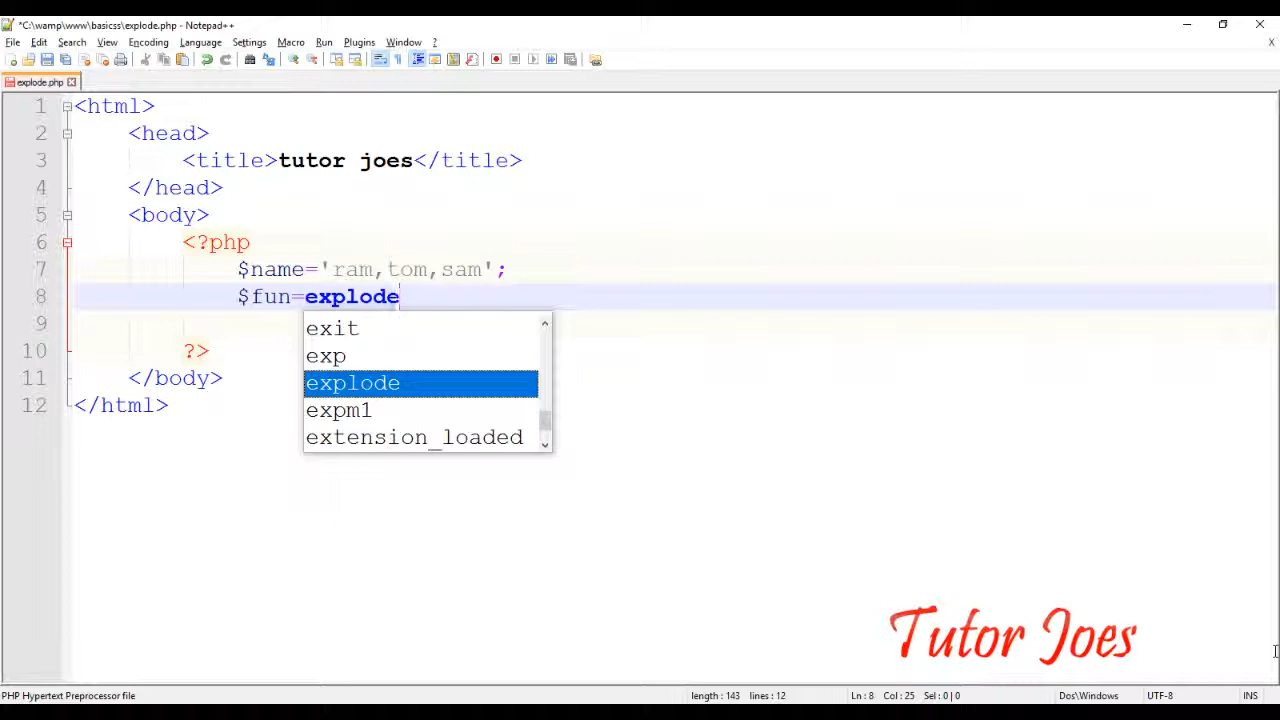 *C:\wamp\www\basicss\explode.php - Notepad++
File Edit Search View Encoding Language Settings Macro Run Plugins Window ? X
explode.php
1 <html>
2 <head>
3 <title>tutor joes</title>
4 </head>
5 <body>
6 <?php
7 $name='ram,tom,sam';
8 $fun=explode
9
10 ?>
11 </body>
12 </html>
exit
exp
explode
expm1
extension_loaded
Tutor Joes
PHP Hypertext Preprocessor file length : 143 lines : 12 Ln : 8 Col : 25 Sel : 0 | 0 Dos\Windows UTF-8 INS